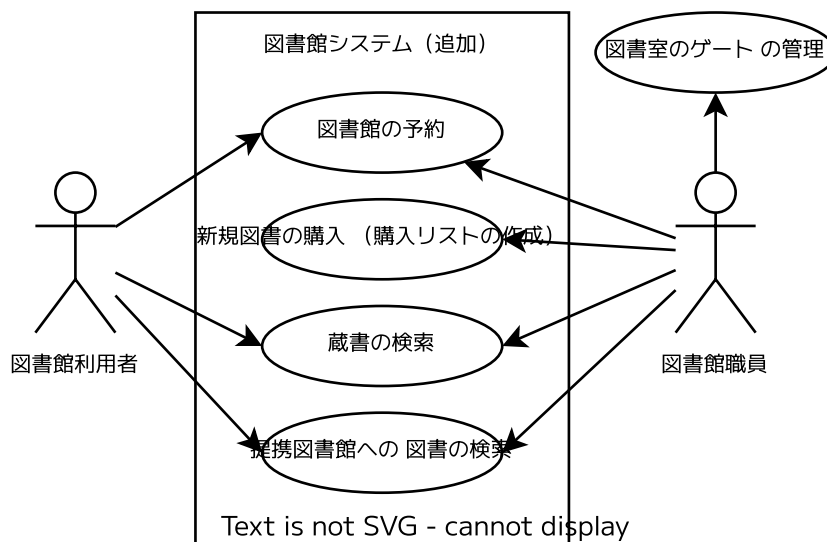 図書館システム（追加）
図書室のゲート の管理
図書館の予約
新規図書の購入 （購入リストの作成）
蔵書の検索
図書館利用者
図書館職員
提携図書館への 図書の検索
Text is not SVG - cannot display